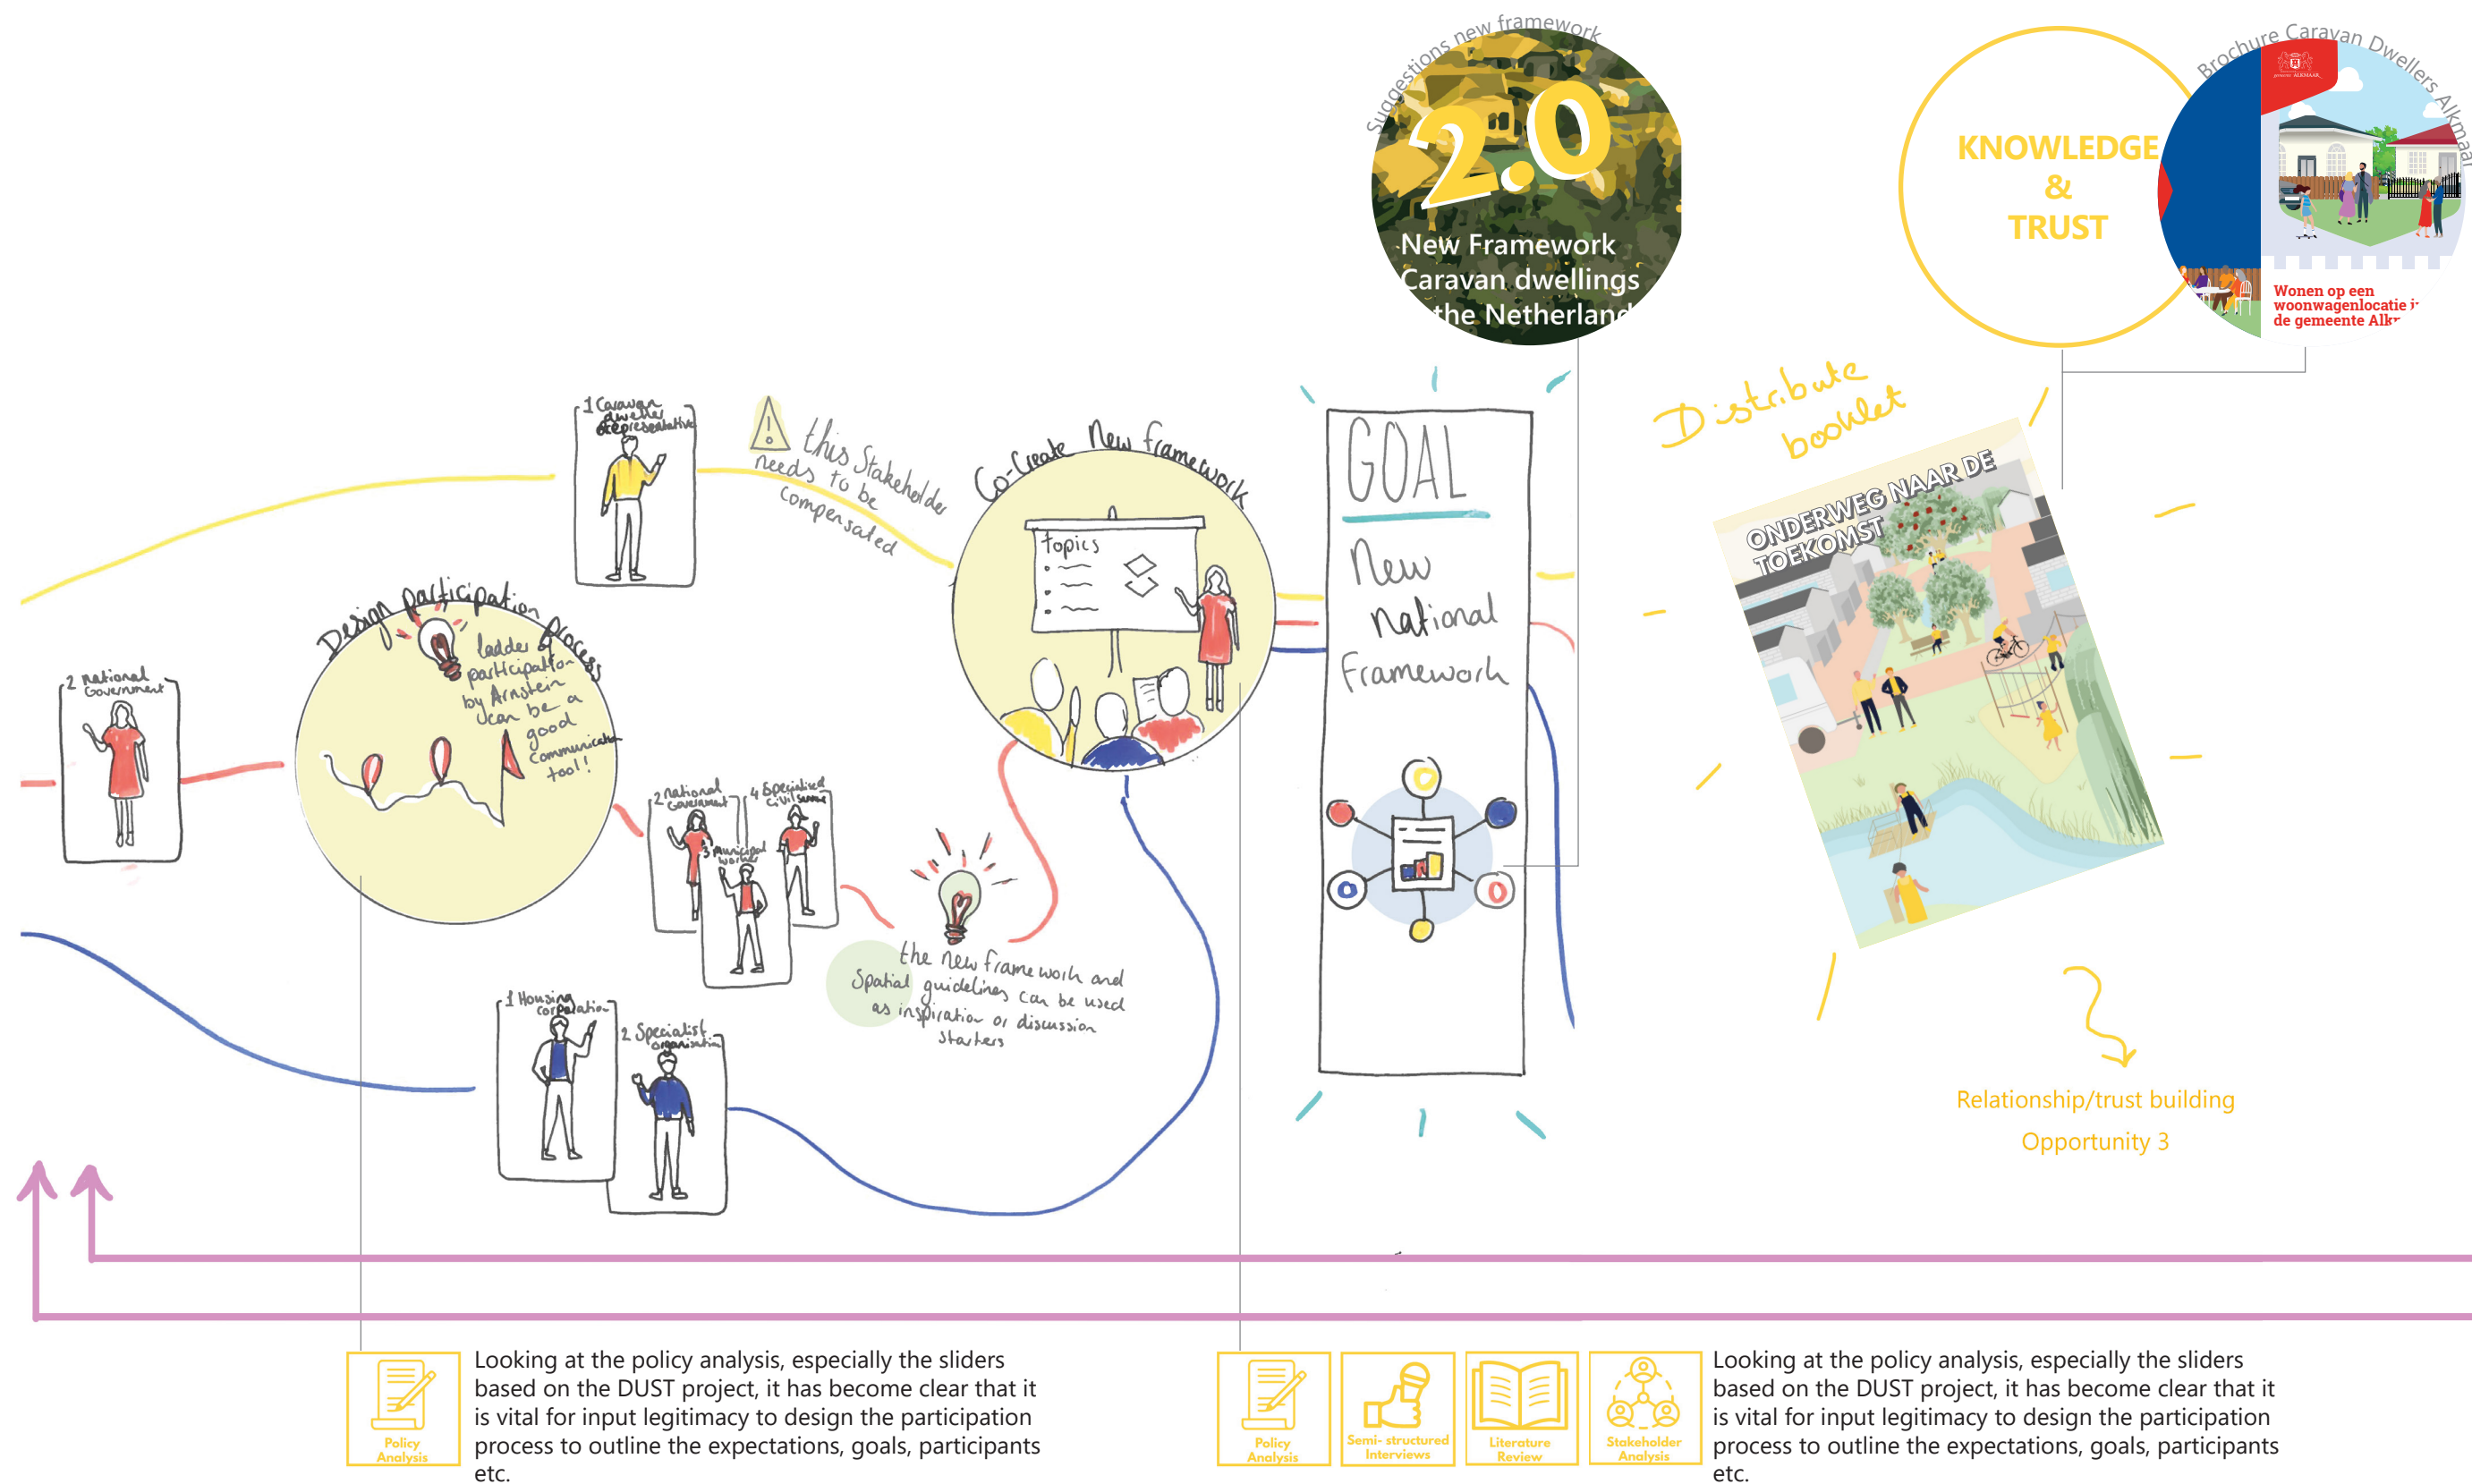 Suggestions new framework
2.0
New Framework
Caravan dwellings
the Netherland
KNOWLEDGE
&
TRUST
Brochure Caravan Dwellers Alkmaar
gemeente ALKMAAR
Wonen op een
woonwagenlocatie i
de gemeente Alk
1 Caravan
dweller
representative
this Stakeholder
needs to be
compensated
Co-Create New Framework
Topics
GOAL
New
National
Framework
Distribute
booklet
ONDERWEG NAAR DE
TOEKOMST
Design participation process
ladder of
participation
by Arnstein
can be a
good
communication
tool!
2 National
Government
2 National
Government
4 Specialised
Civil
3 Municipal
worker
the new framework and
Spatial guidelines can be used
as inspiration or discussion
starters
1 Housing
corporation
2 Specialist
organisation
Relationship/trust building
Opportunity 3
Policy
Analysis
Looking at the policy analysis, especially the sliders
based on the DUST project, it has become clear that it
is vital for input legitimacy to design the participation
process to outline the expectations, goals, participants
etc.
Policy
Analysis
Semi- structured
Interviews
Literature
Review
Stakeholder
Analysis
Looking at the policy analysis, especially the sliders
based on the DUST project, it has become clear that it
is vital for input legitimacy to design the participation
process to outline the expectations, goals, participants
etc.